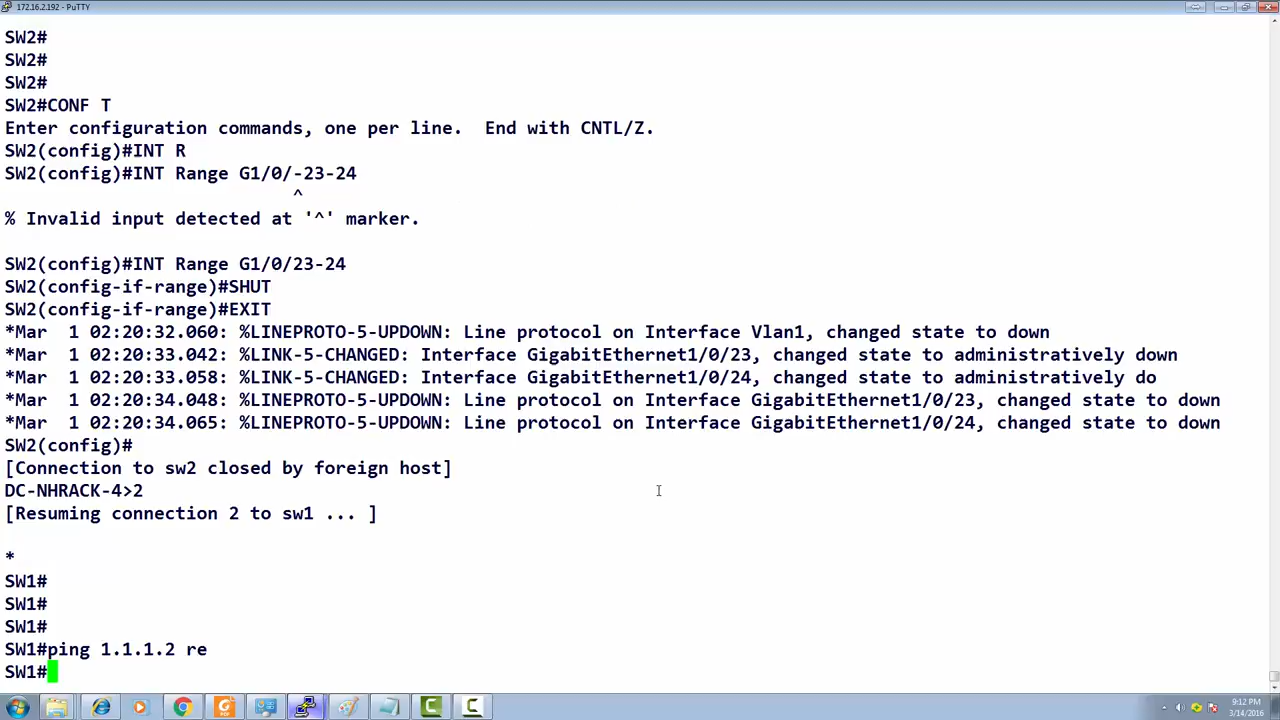 172.16.2.192 - PuTTY
SW2#
SW2#
SW2#
SW2#CONF T
Enter configuration commands, one per line.  End with CNTL/Z.
SW2(config)#INT R
SW2(config)#INT Range G1/0/-23-24
^
% Invalid input detected at '^' marker.
SW2(config)#INT Range G1/0/23-24
SW2(config-if-range)#SHUT
SW2(config-if-range)#EXIT
*Mar  1 02:20:32.060: %LINEPROTO-5-UPDOWN: Line protocol on Interface Vlan1, changed state to down
*Mar  1 02:20:33.042: %LINK-5-CHANGED: Interface GigabitEthernet1/0/23, changed state to administratively down
*Mar  1 02:20:33.058: %LINK-5-CHANGED: Interface GigabitEthernet1/0/24, changed state to administratively do
*Mar  1 02:20:34.048: %LINEPROTO-5-UPDOWN: Line protocol on Interface GigabitEthernet1/0/23, changed state to down
*Mar  1 02:20:34.065: %LINEPROTO-5-UPDOWN: Line protocol on Interface GigabitEthernet1/0/24, changed state to down
SW2(config)#
[Connection to sw2 closed by foreign host]
DC-NHRACK-4>2
[Resuming connection 2 to sw1 ... ]
*
SW1#
SW1#
SW1#
SW1#ping 1.1.1.2 re
SW1#
9:12 PM
3/14/2016